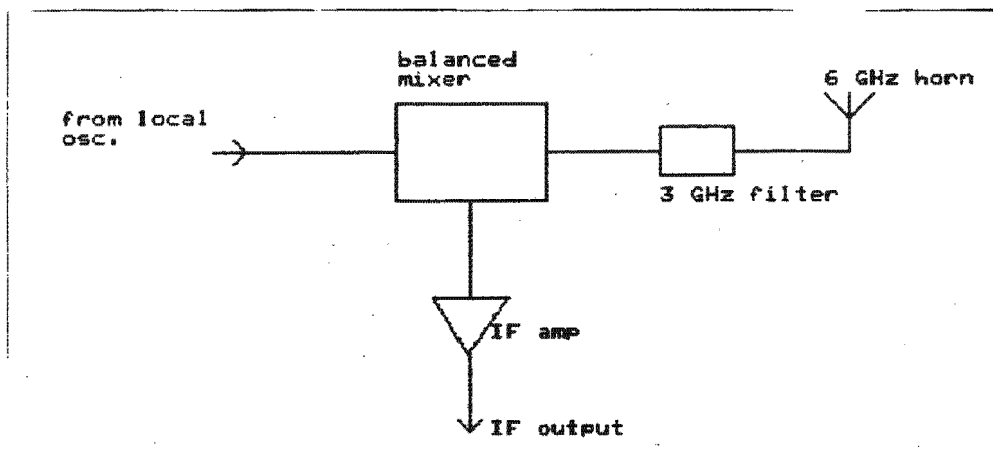 balanced
mixer
6 GHz horn
from local
osc.
3 GHz filter
IF amp
IF output